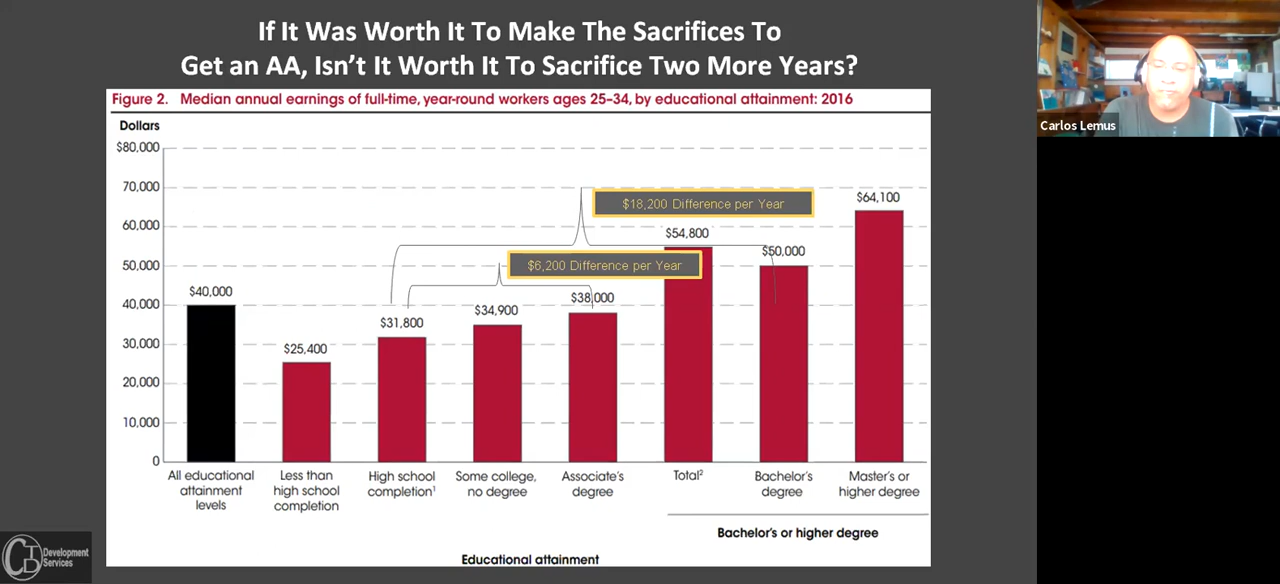 If It Was Worth It To Make The Sacrifices To
Get an AA, Isn't It Worth It To Sacrifice Two More Years?
Carlos Lemus
Figure 2. Median annual earnings of full-time, year-round workers ages 25–34, by educational attainment: 2016
Dollars
$80,000
70,000
60,000
50,000
40,000
30,000
20,000
10,000
0
$18,200 Difference per Year
$6,200 Difference per Year
$40,000
$25,400
$31,800
$34,900
$38,000
$54,800
$50,000
$64,100
All educational
attainment
levels
Less than
high school
completion
High school
completion¹
Some college,
no degree
Associate's
degree
Total²
Bachelor's
degree
Master's or
higher degree
Bachelor's or higher degree
Educational attainment
CTD
Development
Services